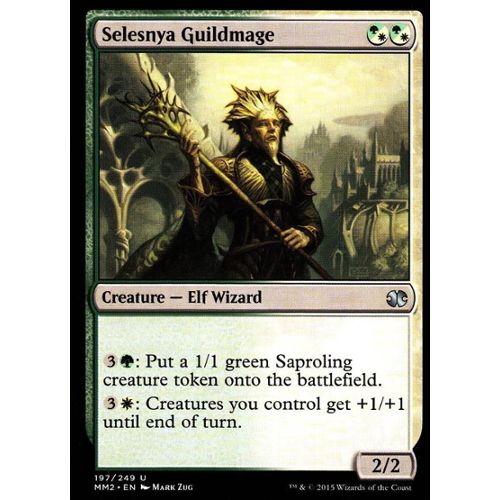 Selesnya Guildmage
Creature — Elf Wizard
3: Put a 1/1 green Saproling
creature token onto the battlefield.
3: Creatures you control get +1/+1
until end of turn.
2/2
197/249 U
MM2 • EN Mark Zug
™ & © 2015 Wizards of the Coast